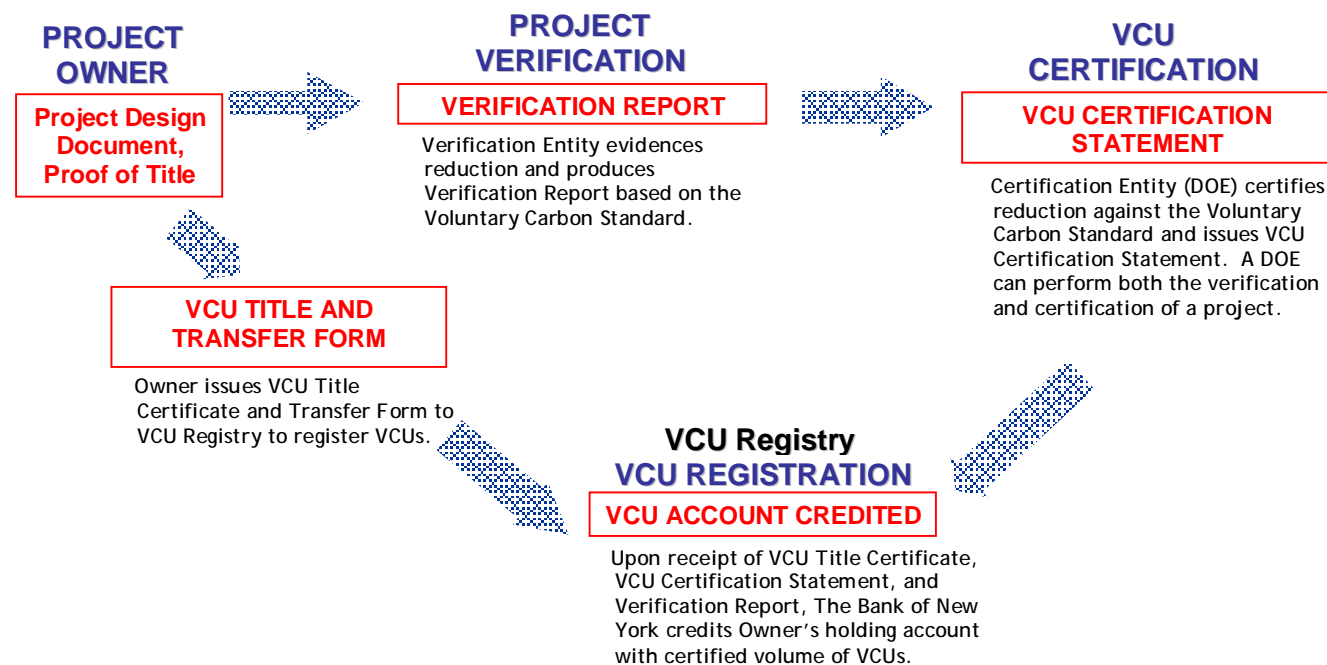 PROJECT
OWNER
Project Design
Document,
Proof of Title
PROJECT
VERIFICATION
VERIFICATION REPORT
Verification Entity evidences
reduction and produces
Verification Report based on the
Voluntary Carbon Standard.
VCU
CERTIFICATION
VCU CERTIFICATION
STATEMENT
Certification Entity (DOE) certifies
reduction against the Voluntary
Carbon Standard and issues VCU
Certification Statement. A DOE
can perform both the verification
and certification of a project.
VCU TITLE AND
TRANSFER FORM
Owner issues VCU Title
Certificate and Transfer Form to
VCU Registry to register VCUs.
VCU Registry
VCU REGISTRATION
VCU ACCOUNT CREDITED
Upon receipt of VCU Title Certificate,
VCU Certification Statement, and
Verification Report, The Bank of New
York credits Owner's holding account
with certified volume of VCUs.